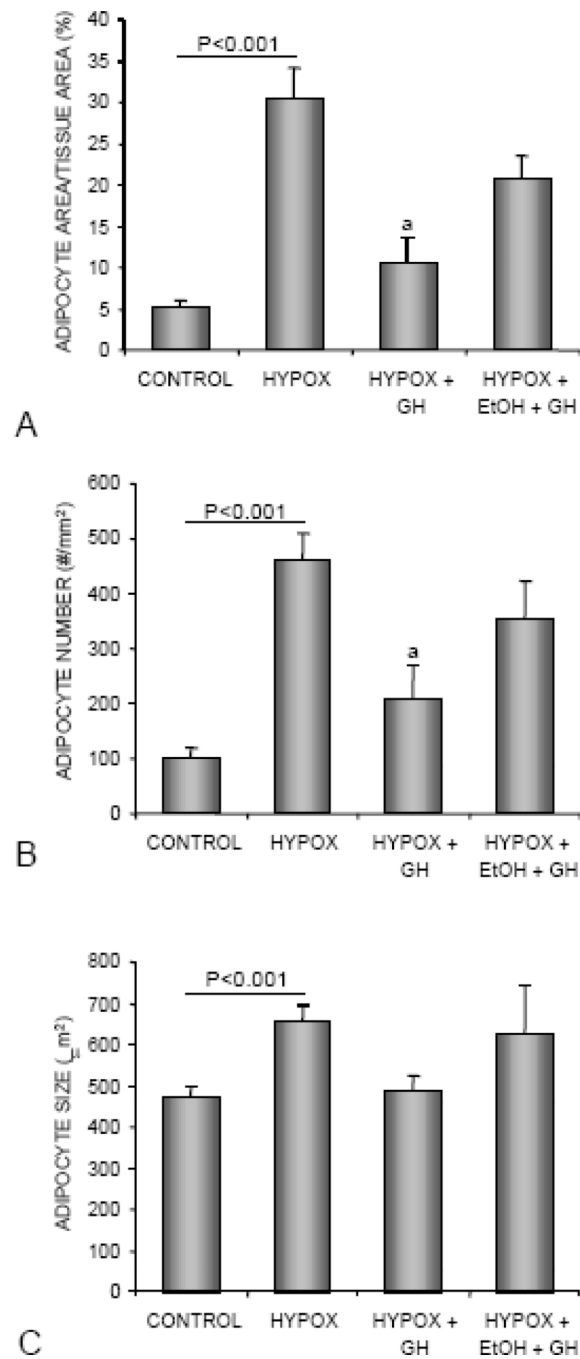 ADIPOCYTE AREA/TISSUE AREA (%)
40
35
30
25
20
15
10
5
0
P<0.001
a
CONTROL
HYPOX
HYPOX +
GH
HYPOX +
EtOH + GH
A
ADIPOCYTE NUMBER (#/mm²)
600
500
400
300
200
100
0
P<0.001
a
CONTROL
HYPOX
HYPOX +
GH
HYPOX +
EtOH + GH
B
ADIPOCYTE SIZE (_m²)
800
700
600
500
400
300
200
100
0
P<0.001
CONTROL
HYPOX
HYPOX +
GH
HYPOX +
EtOH + GH
C